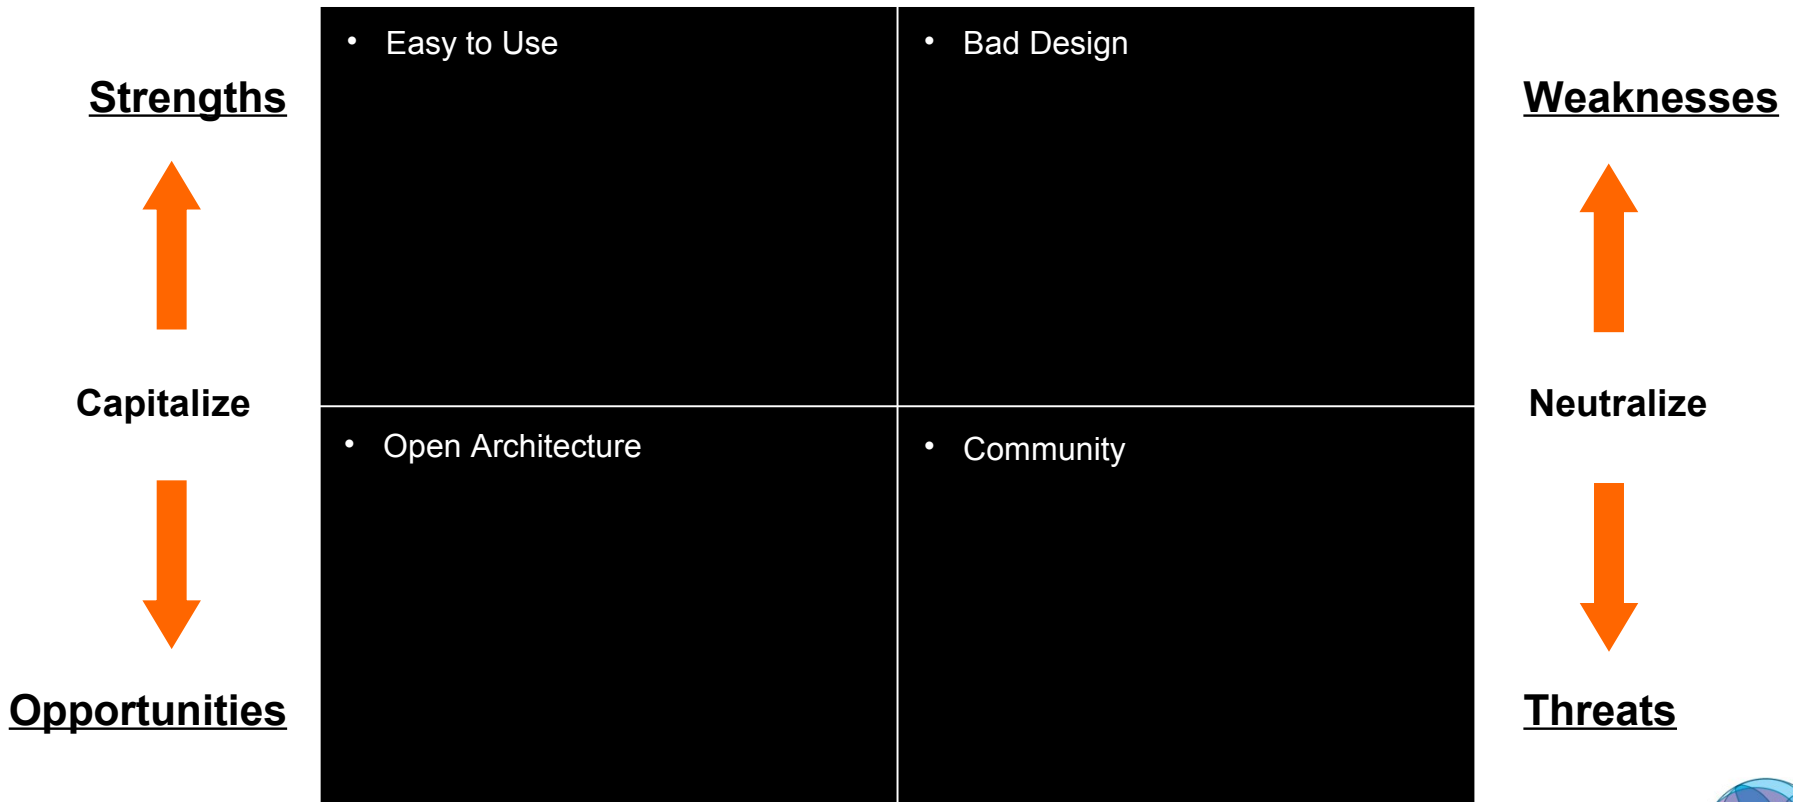 • Easy to Use
• Bad Design
Strengths
Weaknesses
Capitalize
Neutralize
• Open Architecture
• Community
Opportunities
Threats